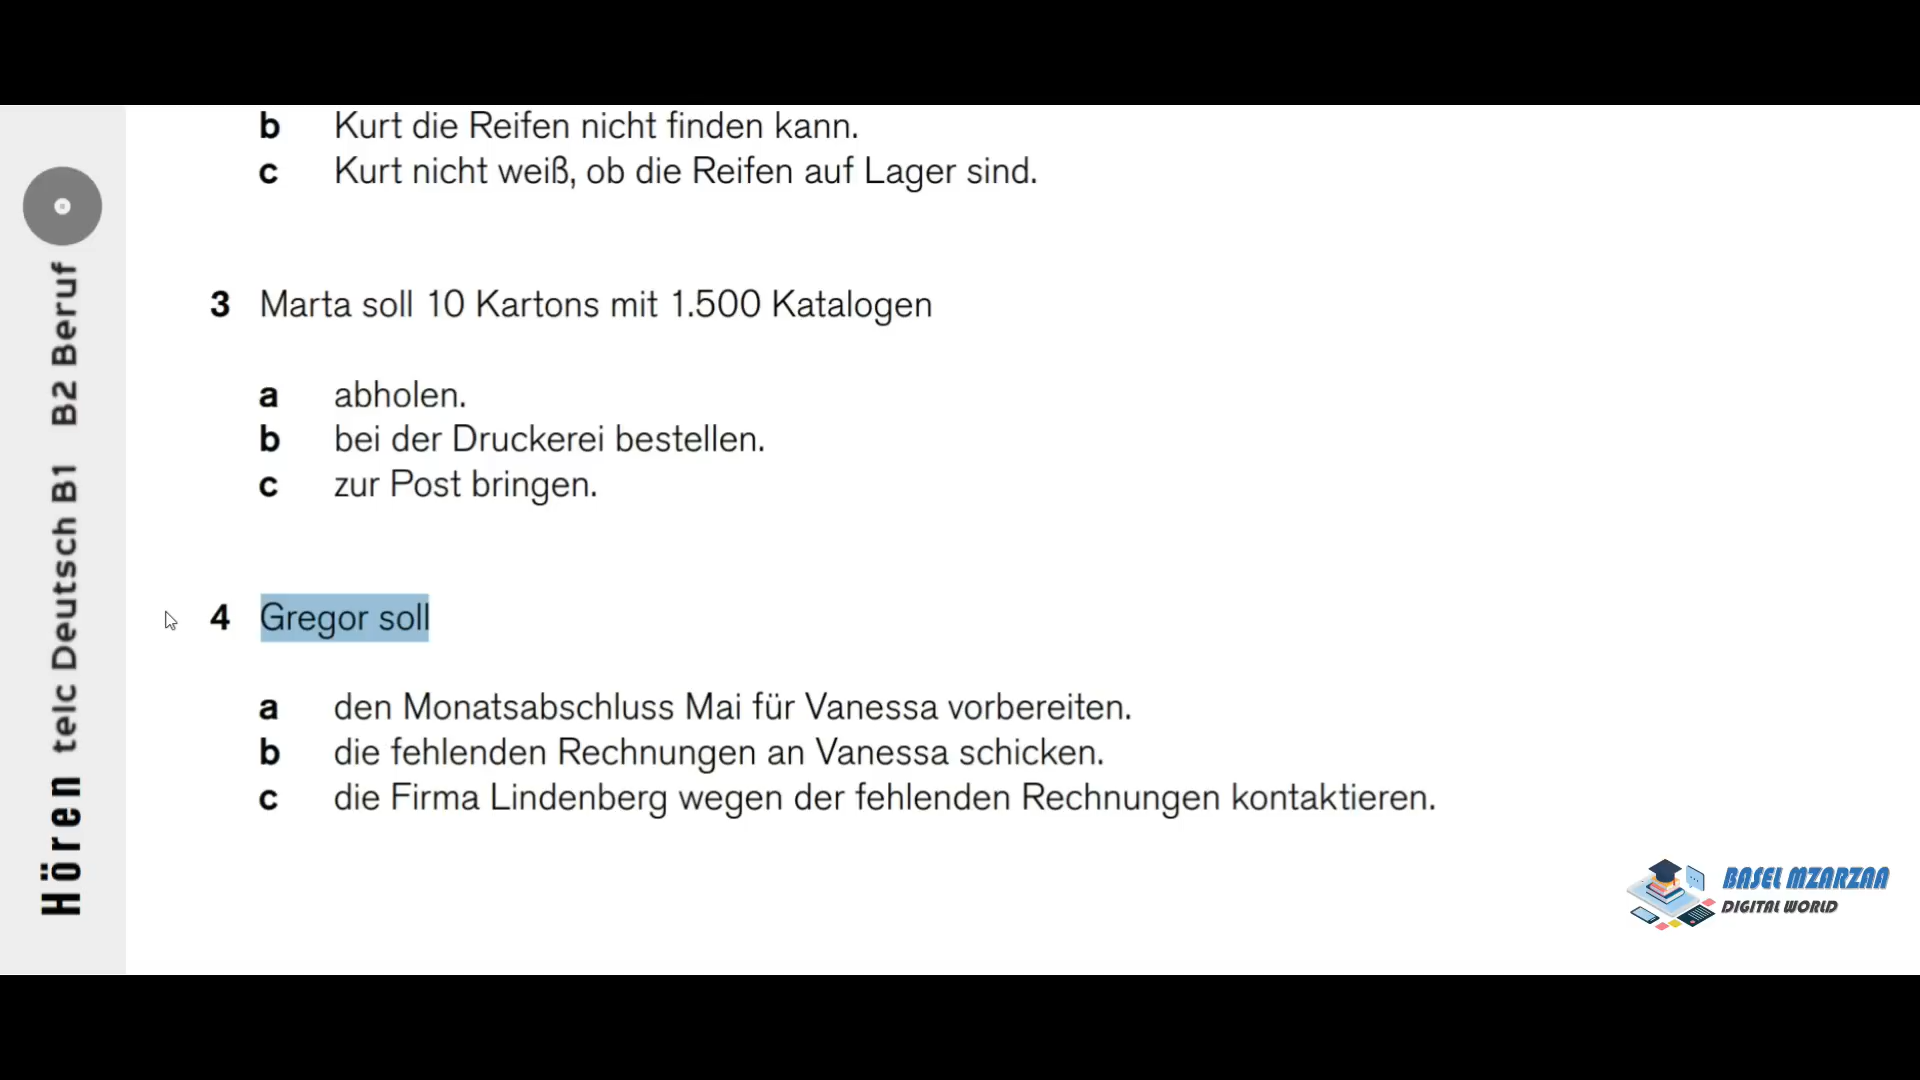 b Kurt die Reifen nicht finden kann.
c Kurt nicht weiß, ob die Reifen auf Lager sind.
3 Marta soll 10 Kartons mit 1.500 Katalogen
a abholen.
b bei der Druckerei bestellen.
c zur Post bringen.
4 Gregor soll
a den Monatsabschluss Mai für Vanessa vorbereiten.
b die fehlenden Rechnungen an Vanessa schicken.
c die Firma Lindenberg wegen der fehlenden Rechnungen kontaktieren.
Hören telc Deutsch B1 B2 Beruf
BASEL MZARZAA
DIGITAL WORLD